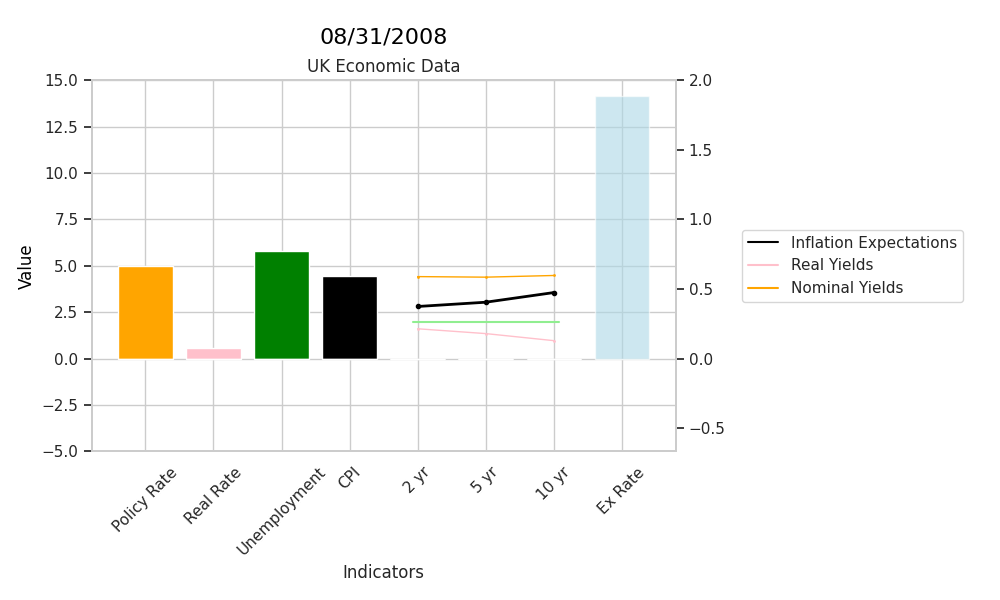 08/31/2008
UK Economic Data
15.0
12.5
10.0
7.5
5.0
2.5
0.0
−2.5
−5.0
Value
2.0
1.5
1.0
0.5
0.0
−0.5
Inflation Expectations
Real Yields
Nominal Yields
Policy Rate
Real Rate
Unemployment
CPI
2 yr
5 yr
10 yr
Ex Rate
Indicators